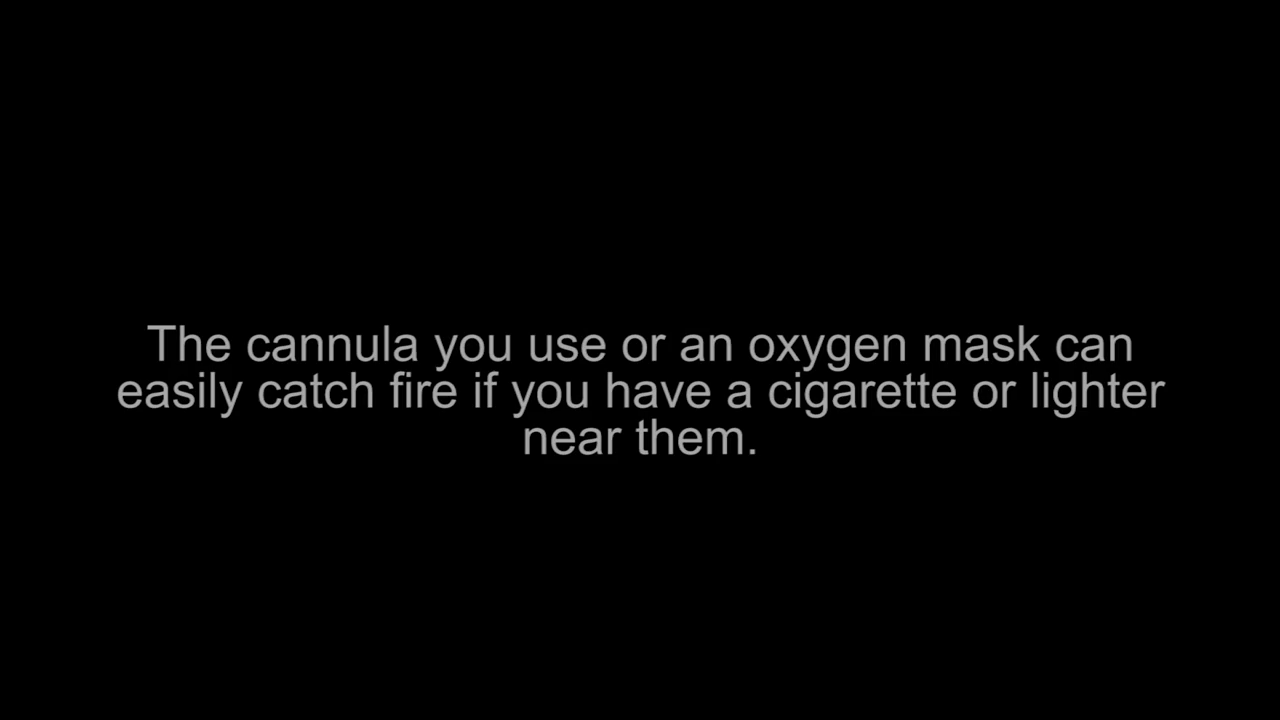 The cannula you use or an oxygen mask can
easily catch fire if you have a cigarette or lighter
near them.